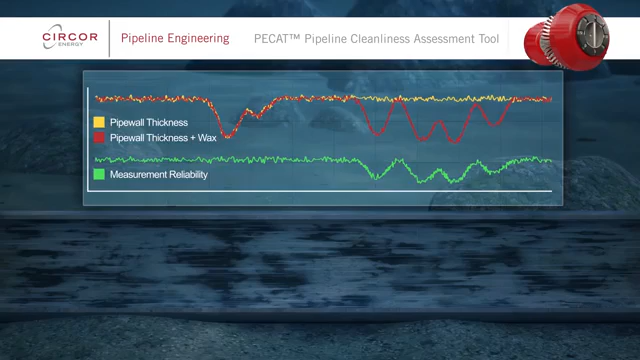 CIRCOR
ENERGY
Pipeline Engineering
PECAT™ Pipeline Cleanliness Assessment Tool
Pipewall Thickness
Pipewall Thickness + Wax
Measurement Reliability